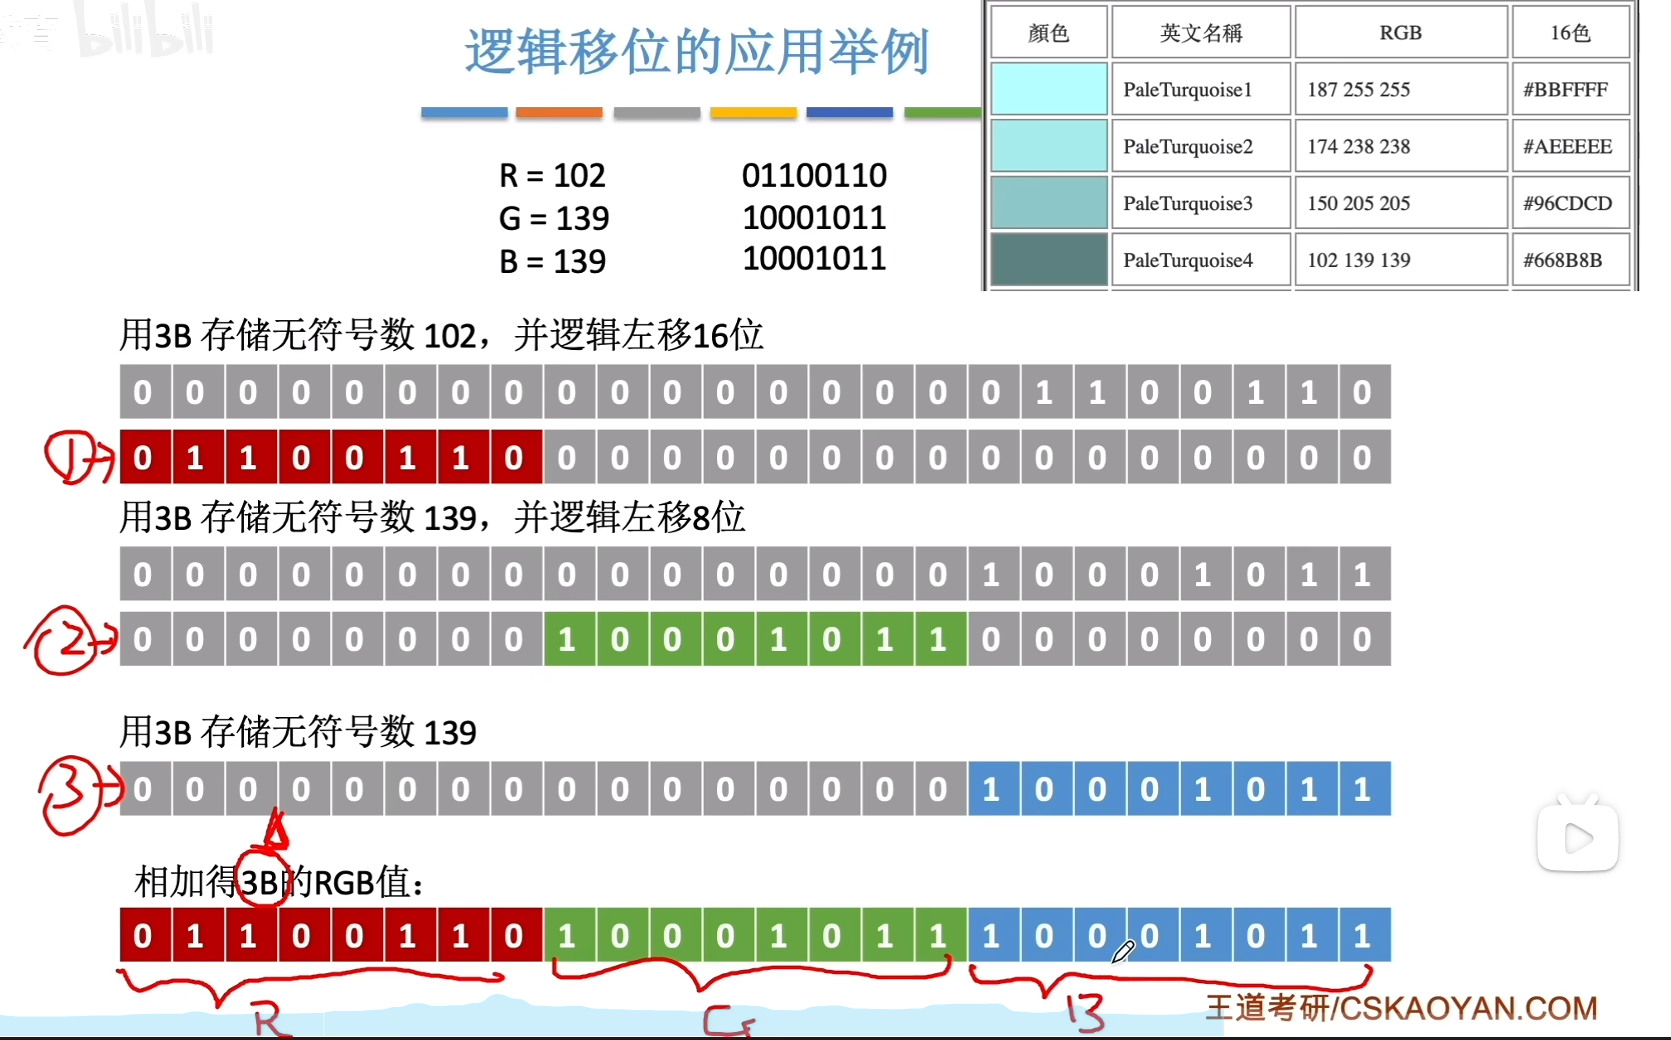 bilibili
逻辑移位的应用举例
顏色 英文名稱 RGB 16色
PaleTurquoise1 187 255 255 #BBFFFF
PaleTurquoise2 174 238 238 #AEEEEE
PaleTurquoise3 150 205 205 #96CDCD
PaleTurquoise4 102 139 139 #668B8B
R = 102 01100110
G = 139 10001011
B = 139 10001011
用3B 存储无符号数 102，并逻辑左移16位
0 0 0 0 0 0 0 0 0 0 0 0 0 0 0 0 0 1 1 0 0 1 1 0
① 0 1 1 0 0 1 1 0 0 0 0 0 0 0 0 0 0 0 0 0 0 0 0 0
用3B 存储无符号数 139，并逻辑左移8位
0 0 0 0 0 0 0 0 0 0 0 0 0 0 0 0 1 0 0 0 1 0 1 1
② 0 0 0 0 0 0 0 0 1 0 0 0 1 0 1 1 0 0 0 0 0 0 0 0
用3B 存储无符号数 139
③ 0 0 0 0 0 0 0 0 0 0 0 0 0 0 0 0 1 0 0 0 1 0 1 1
相加得3B的RGB值：
0 1 1 0 0 1 1 0 1 0 0 0 1 0 1 1 1 0 0 0 1 0 1 1
R G B
王道考研/CSKAOYAN.COM